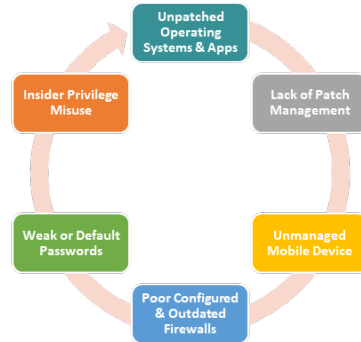 Unpatched
Operating
Systems & Apps
Lack of Patch
Management
Unmanaged
Mobile Device
Poor Configured
& Outdated
Firewalls
Weak or Default
Passwords
Insider Privilege
Misuse